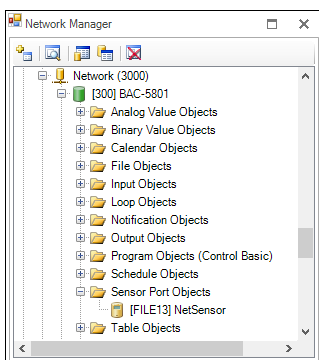 Network Manager
Network (3000)
[300] BAC-5801
Analog Value Objects
Binary Value Objects
Calendar Objects
File Objects
Input Objects
Loop Objects
Notification Objects
Output Objects
Program Objects (Control Basic)
Schedule Objects
Sensor Port Objects
[FILE13] NetSensor
Table Objects